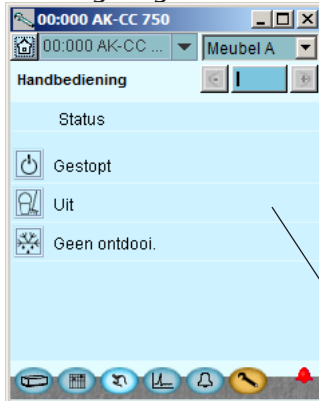 00:000 AK-CC 750
00:000 AK-CC ... Meubel A
Handbediening
Status
Gestopt
Uit
Geen ontdooi.